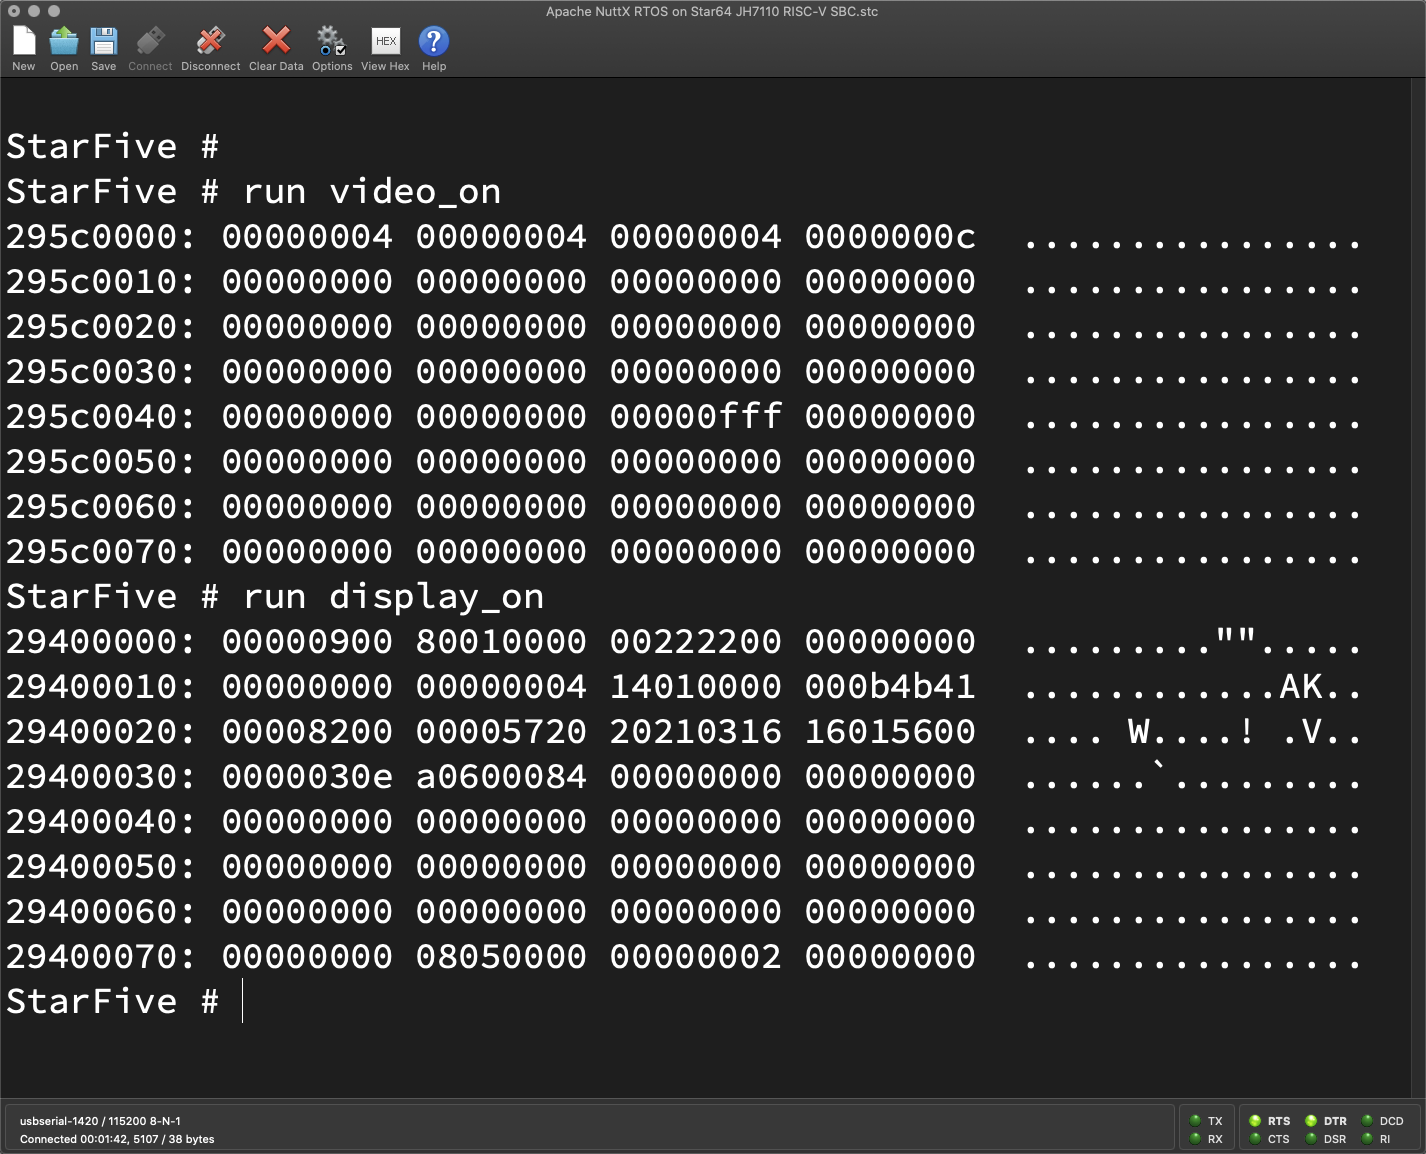 Apache NuttX RTOS on Star64 JH7110 RISC-V SBC.stc
HEX
New Open Save Connect Disconnect Clear Data Options View Hex Help
StarFive #
StarFive # run video_on
295c0000: 00000004 00000004 00000004 0000000c ................
295c0010: 00000000 00000000 00000000 00000000 ................
295c0020: 00000000 00000000 00000000 00000000 ................
295c0030: 00000000 00000000 00000000 00000000 ................
295c0040: 00000000 00000000 00000fff 00000000 ................
295c0050: 00000000 00000000 00000000 00000000 ................
295c0060: 00000000 00000000 00000000 00000000 ................
295c0070: 00000000 00000000 00000000 00000000 ................
StarFive # run display_on
29400000: 00000900 80010000 00222200 00000000 ........."".....
29400010: 00000000 00000004 14010000 000b4b41 ............AK..
29400020: 00008200 00005720 20210316 16015600 .... W....! .V..
29400030: 0000030e a0600084 00000000 00000000 ......`.........
29400040: 00000000 00000000 00000000 00000000 ................
29400050: 00000000 00000000 00000000 00000000 ................
29400060: 00000000 00000000 00000000 00000000 ................
29400070: 00000000 08050000 00000002 00000000 ................
StarFive #
usbserial-1420 / 115200 8-N-1
Connected 00:01:42, 5107 / 38 bytes
TX RTS DTR DCD
RX CTS DSR RI